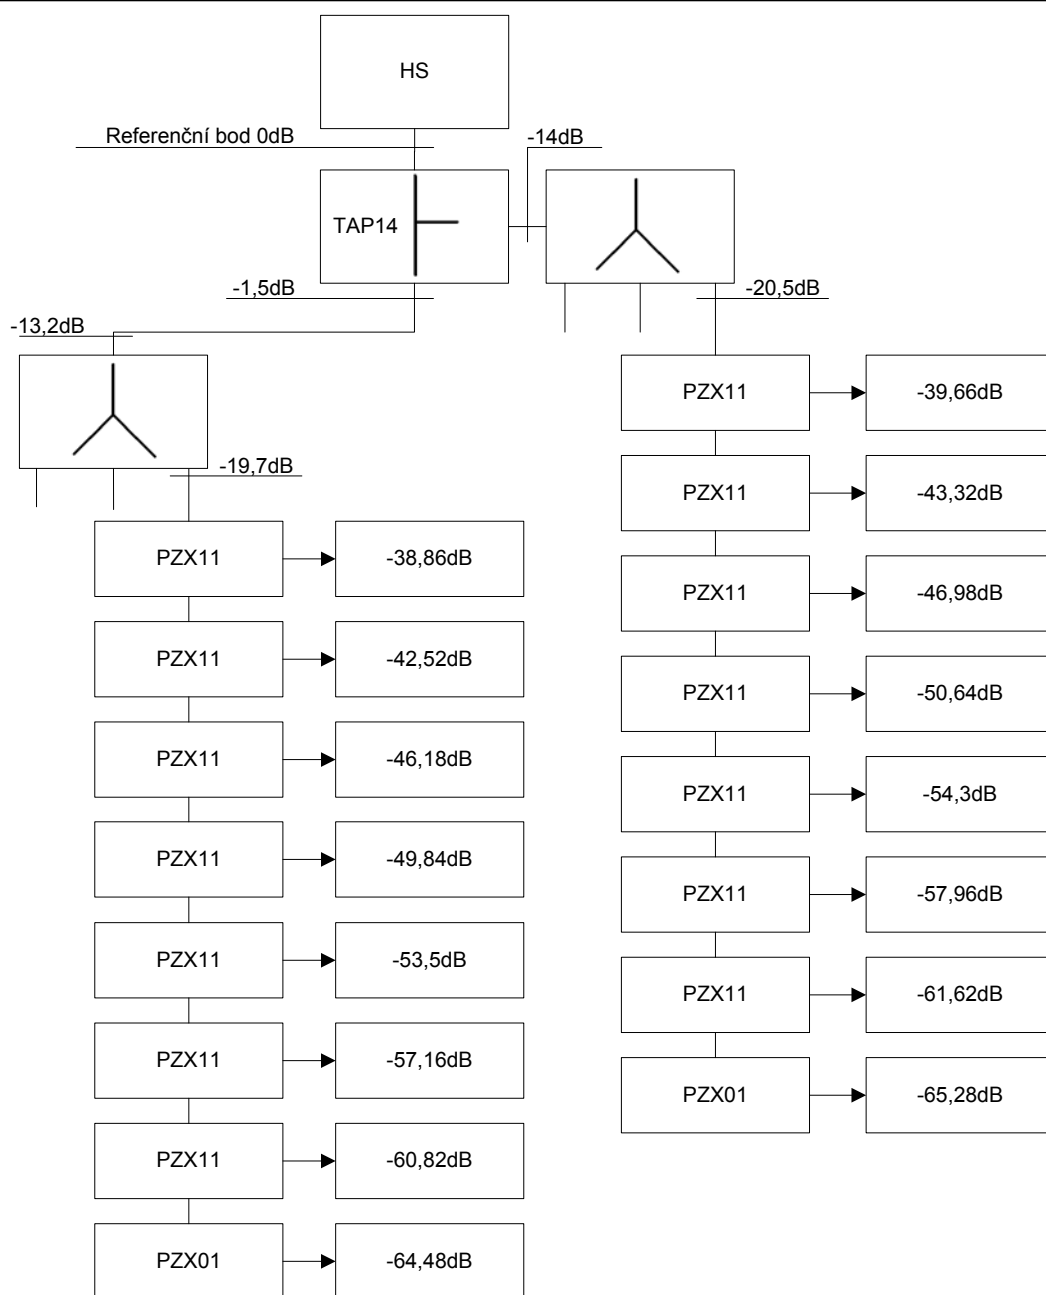 HS
Referenční bod 0dB
-14dB
TAP14
-1,5dB
-20,5dB
-13,2dB
PZX11
-39,66dB
-19,7dB
PZX11
-43,32dB
PZX11
-38,86dB
PZX11
-46,98dB
PZX11
-42,52dB
PZX11
-50,64dB
PZX11
-46,18dB
PZX11
-54,3dB
PZX11
-49,84dB
PZX11
-57,96dB
PZX11
-53,5dB
PZX11
-61,62dB
PZX11
-57,16dB
PZX01
-65,28dB
PZX11
-60,82dB
PZX01
-64,48dB